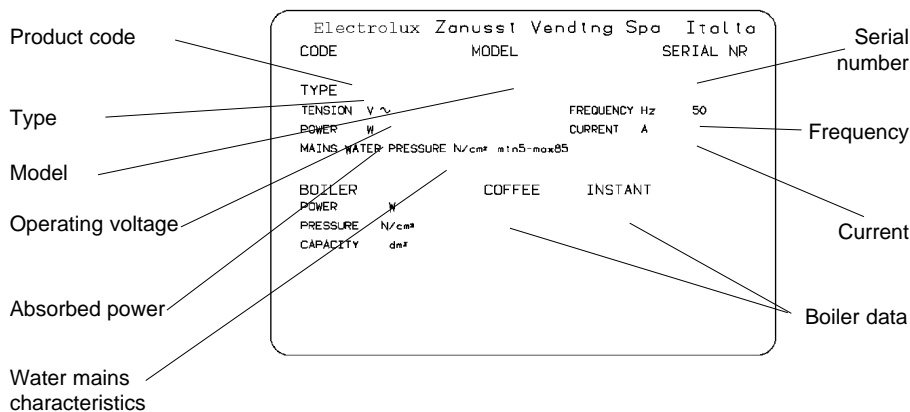 Electrolux Zanussi Vending Spa Italia
CODE MODEL SERIAL NR
TYPE
TENSION V ~ FREQUENCY Hz 50
POWER W CURRENT A
MAINS WATER PRESSURE N/cm² min5-max85
BOILER COFFEE INSTANT
POWER W
PRESSURE N/cm²
CAPACITY dm³
Product code
Type
Model
Operating voltage
Absorbed power
Water mains
characteristics
Serial
number
Frequency
Current
Boiler data